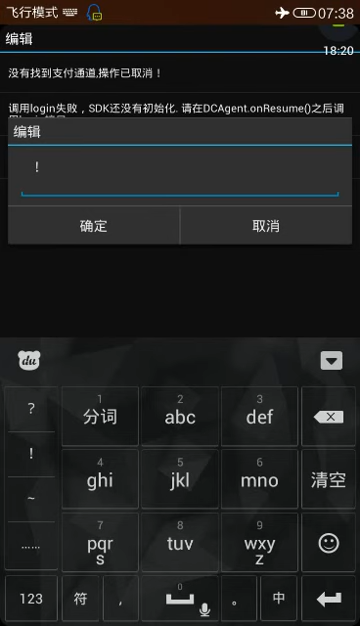 飞行模式 07:38
编辑
18:20
没有找到支付通道,操作已取消！
调用login失败，SDK还没有初始化. 请在DCAgent.onResume()之后调
编辑
！
确定 取消
du
? 1 分词 2 abc 3 def
!
~ 4 ghi 5 jkl 6 mno 清空
...... 7 pqrs 8 tuv 9 wxyz
123 符 , 0 。 中